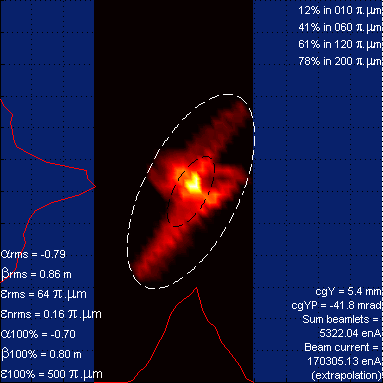 12% in 010 π.µm
41% in 060 π.µm
61% in 120 π.µm
78% in 200 π.µm
αrms = -0.79
βrms = 0.86 m
εrms = 64 π.µm
εnrms = 0.16 π.µm
α100% = -0.70
β100% = 0.80 m
ε100% = 500 π.µm
cgY = 5.4 mm
cgYP = -41.8 mrad
Sum beamlets =
5322.04 enA
Beam current =
170305.13 enA
(extrapolation)